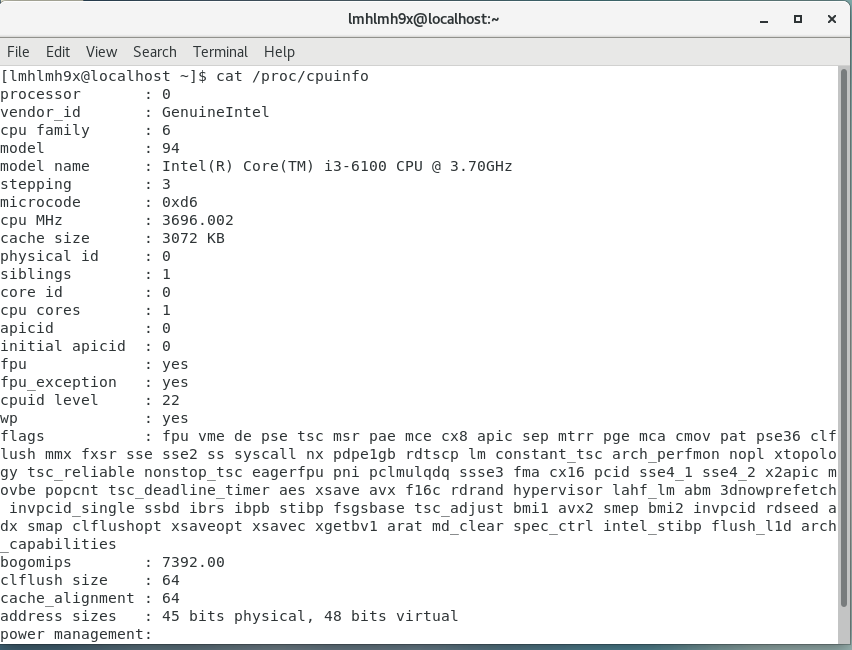 lmhlmh9x@localhost:~
File Edit View Search Terminal Help
[lmhlmh9x@localhost ~]$ cat /proc/cpuinfo
processor       : 0
vendor_id       : GenuineIntel
cpu family      : 6
model           : 94
model name      : Intel(R) Core(TM) i3-6100 CPU @ 3.70GHz
stepping        : 3
microcode       : 0xd6
cpu MHz         : 3696.002
cache size      : 3072 KB
physical id     : 0
siblings        : 1
core id         : 0
cpu cores       : 1
apicid          : 0
initial apicid  : 0
fpu             : yes
fpu_exception   : yes
cpuid level     : 22
wp              : yes
flags           : fpu vme de pse tsc msr pae mce cx8 apic sep mtrr pge mca cmov pat pse36 clf
lush mmx fxsr sse sse2 ss syscall nx pdpe1gb rdtscp lm constant_tsc arch_perfmon nopl xtopolo
gy tsc_reliable nonstop_tsc eagerfpu pni pclmulqdq ssse3 fma cx16 pcid sse4_1 sse4_2 x2apic m
ovbe popcnt tsc_deadline_timer aes xsave avx f16c rdrand hypervisor lahf_lm abm 3dnowprefetch
 invpcid_single ssbd ibrs ibpb stibp fsgsbase tsc_adjust bmi1 avx2 smep bmi2 invpcid rdseed a
dx smap clflushopt xsaveopt xsavec xgetbv1 arat md_clear spec_ctrl intel_stibp flush_l1d arch
_capabilities
bogomips        : 7392.00
clflush size    : 64
cache_alignment : 64
address sizes   : 45 bits physical, 48 bits virtual
power management: